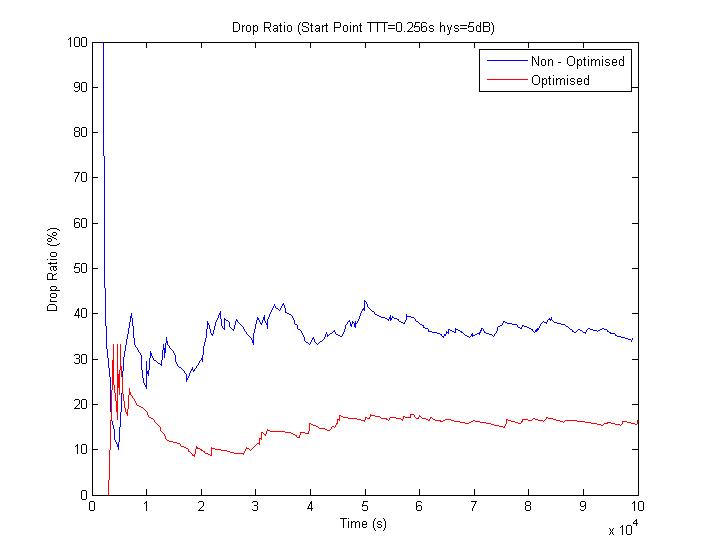 Drop Ratio (Start Point TTT=0.256s hys=5dB)
Non - Optimised
Optimised
Drop Ratio (%)
100
90
80
70
60
50
40
30
20
10
0
0 1 2 3 4 5 6 7 8 9 10
Time (s)
x 10^4